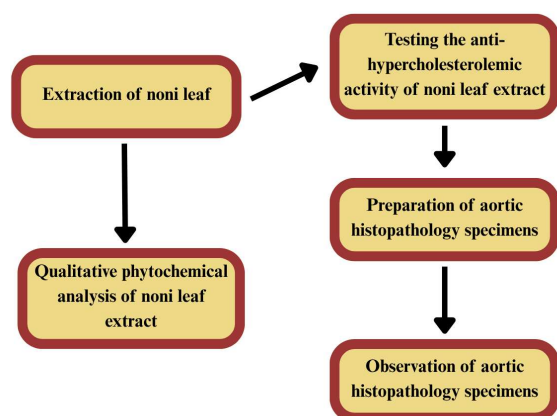 Extraction of noni leaf
Testing the anti-
hypercholesterolemic
activity of noni leaf extract
Preparation of aortic
histopathology specimens
Qualitative phytochemical
analysis of noni leaf
extract
Observation of aortic
histopathology specimens